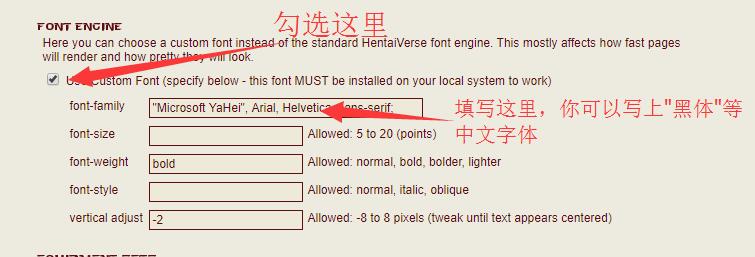 FONT ENGINE
勾选这里
Here you can choose a custom font instead of the standard HentaiVerse font engine. This mostly affects how fast pages
will render and how pretty they will look.
Use Custom Font (specify below - this font MUST be installed on your local system to work)
font-family "Microsoft YaHei", Arial, Helvetica, sans-serif;
填写这里，你可以写上"黑体"等
中文字体
font-size Allowed: 5 to 20 (points)
font-weight bold Allowed: normal, bold, bolder, lighter
font-style Allowed: normal, italic, oblique
vertical adjust -2 Allowed: -8 to 8 pixels (tweak until text appears centered)